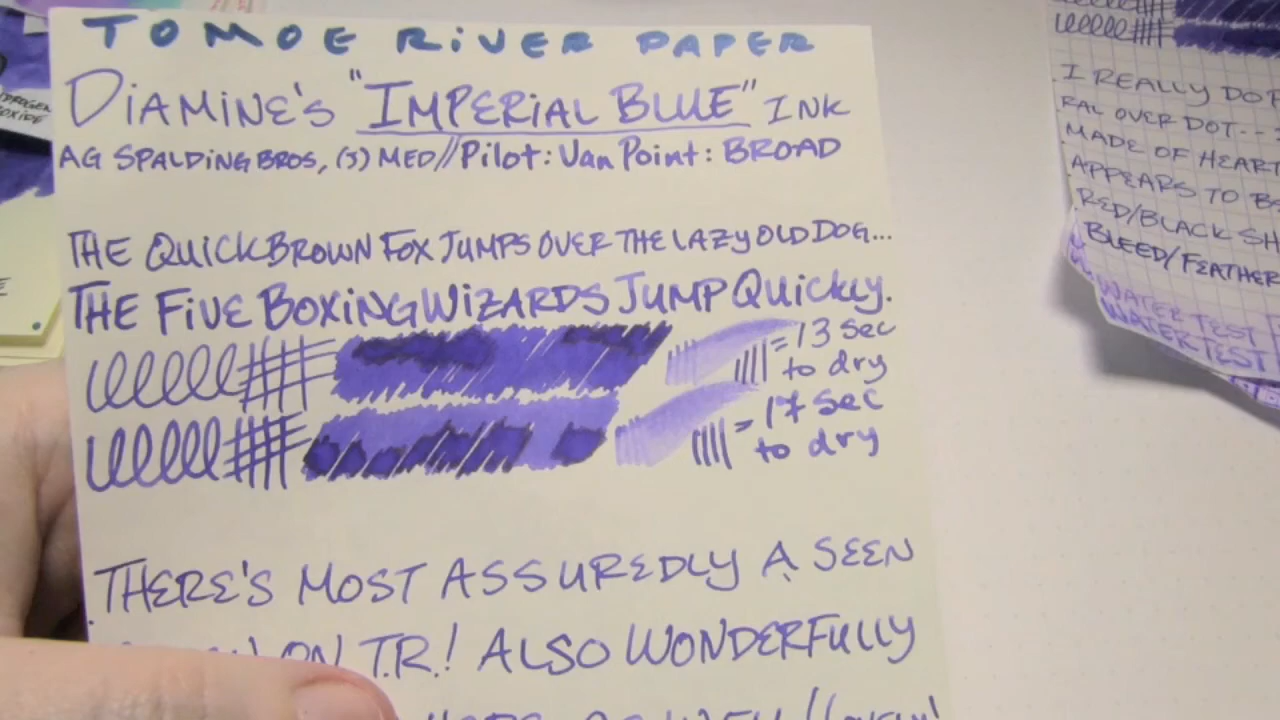 TOMOE RiVER PAPER
DiAMiNE'S "IMPERiAL BLUE" INK
AG SPALDiNG BROS, (3) MED//Pilot: Van Point: BROAD
THE QUiCK BROWN FOX JUMPS OVER THE LAZY OLD DOG...
THE FiVE BOXiNG WiZARDS JUMP QUiCKLY.
= 13 sec
to dry
= 17 sec
to dry
THERE'S MOST ASSUREDLY A SEEN
ON T.R.! ALSO WONDERFULLY
I REALLY DO
RAL OVER DOT--
MADE OF HEART
APPEARS TO
RED/BLACK SH
BLEED/FEATHER
WATER TEST
WATER TEST